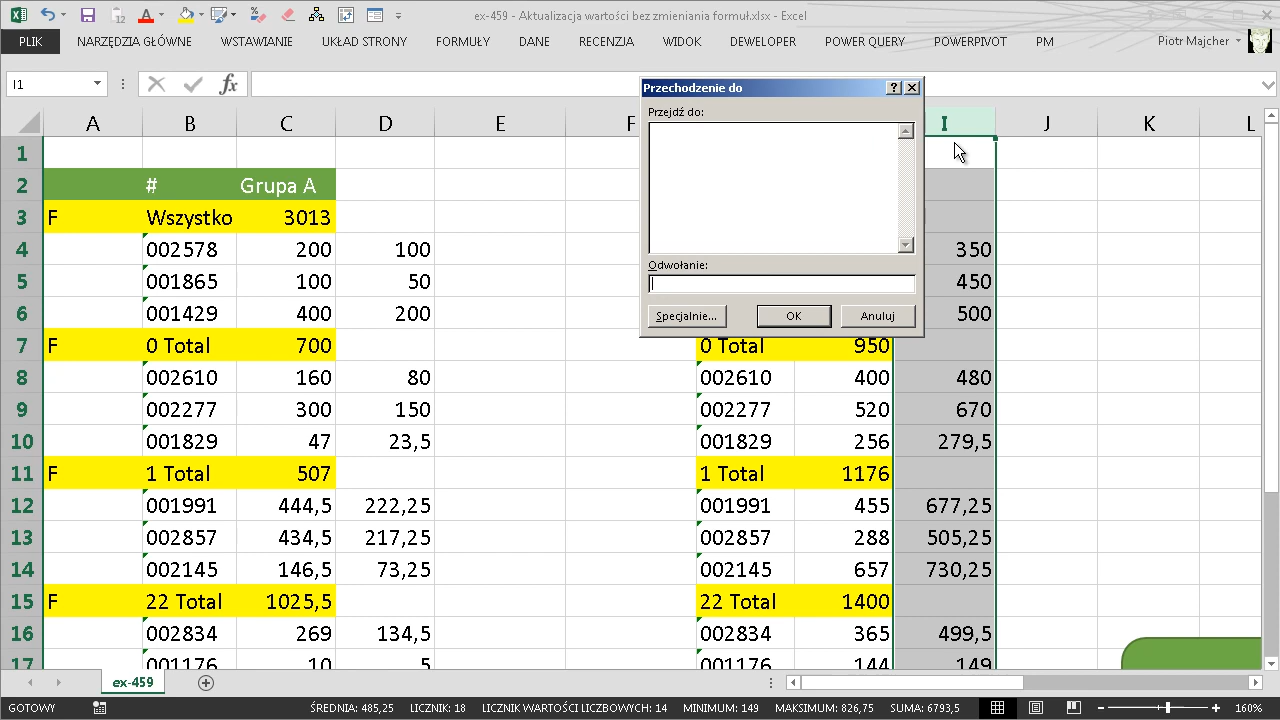 ex-459 - Aktualizacja wartości bez zmieniania formuł.xlsx - Excel
PLIK NARZĘDZIA GŁÓWNE WSTAWIANIE UKŁAD STRONY FORMUŁY DANE RECENZJA WIDOK DEWELOPER POWER QUERY POWERPIVOT PM Piotr Majcher
I1 fx
Przechodzenie do
Przejdź do:
Odwołanie:
Specjalnie... OK Anuluj
A B C D E F I J K L
1
2 # Grupa A
3 F Wszystko 3013
4 002578 200 100 350
5 001865 100 50 450
6 001429 400 200 500
7 F 0 Total 700 0 Total 950
8 002610 160 80 002610 400 480
9 002277 300 150 002277 520 670
10 001829 47 23,5 001829 256 279,5
11 F 1 Total 507 1 Total 1176
12 001991 444,5 222,25 001991 455 677,25
13 002857 434,5 217,25 002857 288 505,25
14 002145 146,5 73,25 002145 657 730,25
15 F 22 Total 1025,5 22 Total 1400
16 002834 269 134,5 002834 365 499,5
17 001176 10 5 001176 144 149
ex-459
GOTOWY ŚREDNIA: 485,25 LICZNIK: 18 LICZNIK WARTOŚCI LICZBOWYCH: 14 MINIMUM: 149 MAKSIMUM: 826,75 SUMA: 6793,5 160%